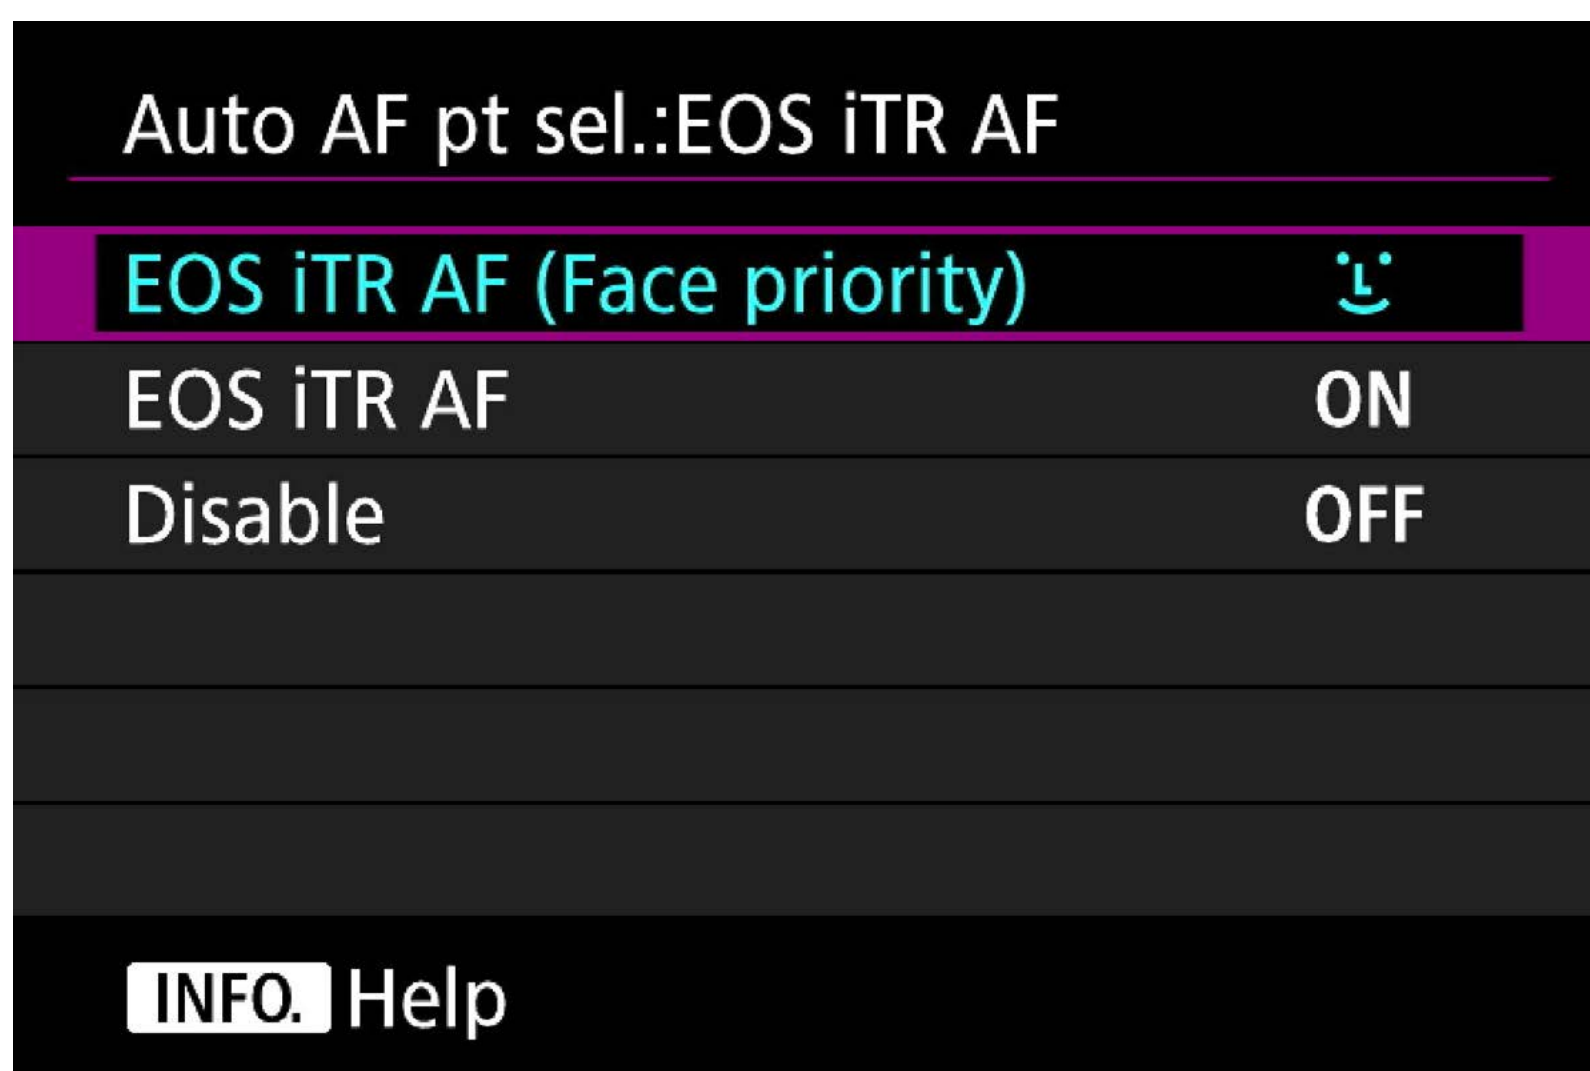 Auto AF pt sel.:EOS iTR AF
EOS iTR AF (Face priority)
EOS iTR AF ON
Disable OFF
INFO. Help